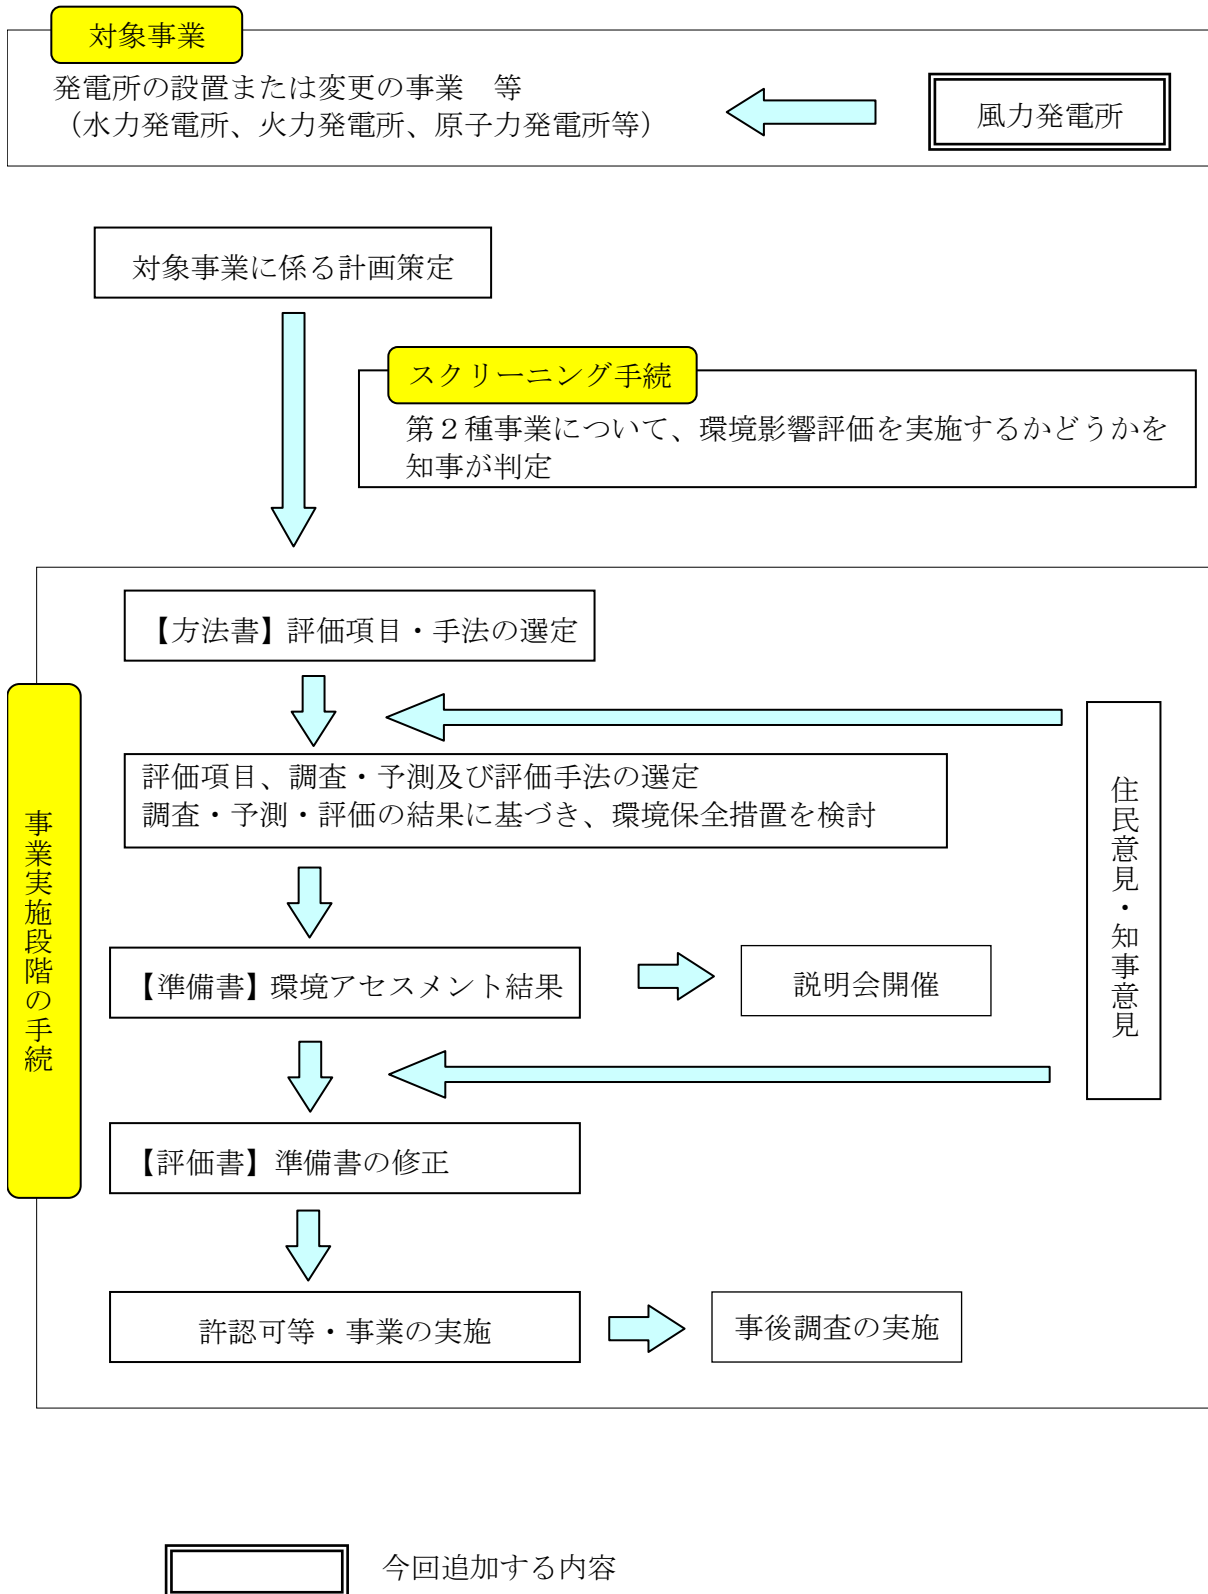 対象事業
発電所の設置または変更の事業　等
（水力発電所、火力発電所、原子力発電所等）
風力発電所
対象事業に係る計画策定
スクリーニング手続
第２種事業について、環境影響評価を実施するかどうかを
知事が判定
【方法書】評価項目・手法の選定
評価項目、調査・予測及び評価手法の選定
調査・予測・評価の結果に基づき、環境保全措置を検討
事業実施段階の手続
住民意見・知事意見
【準備書】環境アセスメント結果
説明会開催
【評価書】準備書の修正
許認可等・事業の実施
事後調査の実施
今回追加する内容